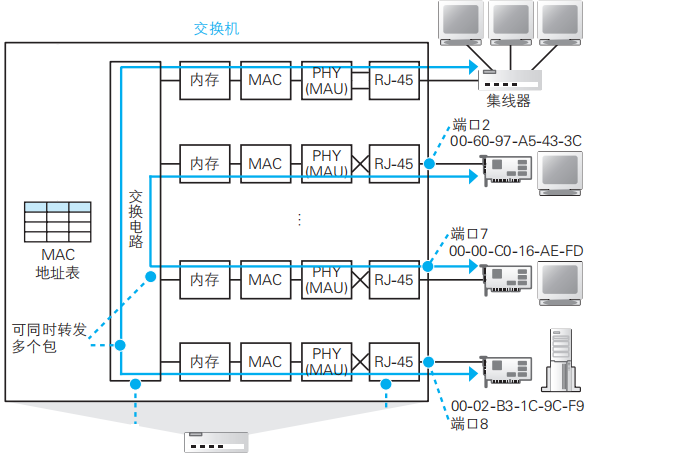 交换机
内存
MAC
PHY
(MAU)
RJ-45
集线器
端口2
00-60-97-A5-43-3C
内存
MAC
PHY
(MAU)
RJ-45
交换电路
⋮
MAC
地址表
端口7
00-00-C0-16-AE-FD
内存
MAC
PHY
(MAU)
RJ-45
可同时转发
多个包
内存
MAC
PHY
(MAU)
RJ-45
00-02-B3-1C-9C-F9
端口8